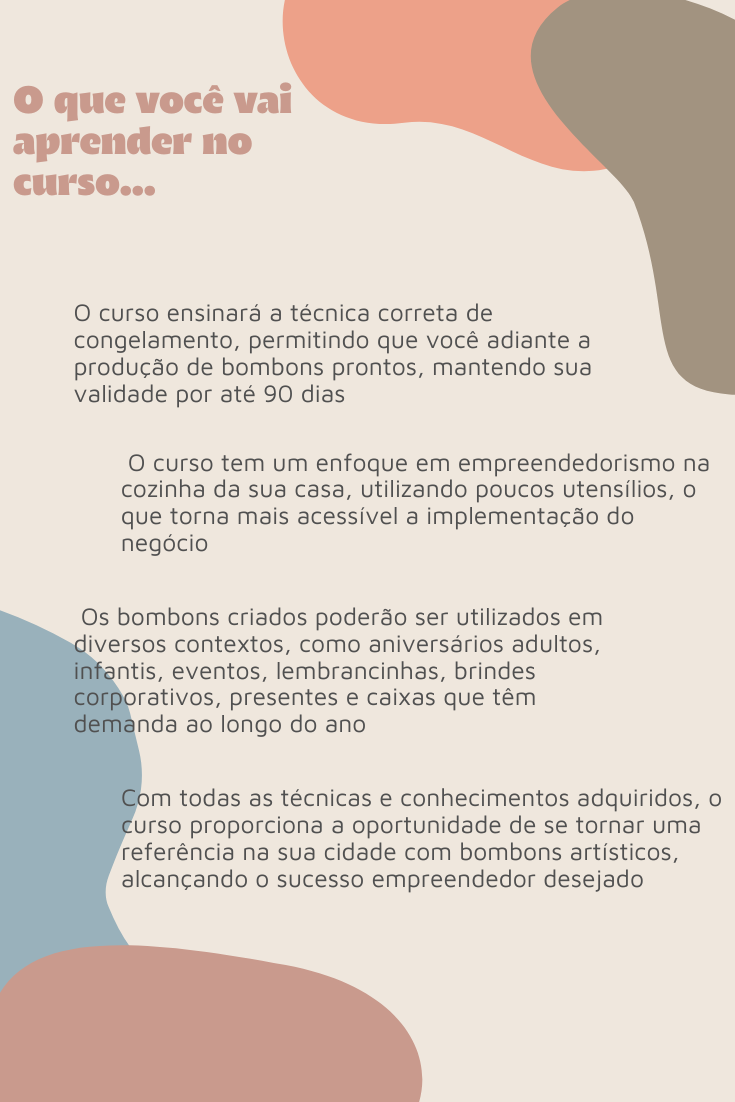 O que você vai
aprender no
curso...
O curso ensinará a técnica correta de
congelamento, permitindo que você adiante a
produção de bombons prontos, mantendo sua
validade por até 90 dias
O curso tem um enfoque em empreendedorismo na
cozinha da sua casa, utilizando poucos utensílios, o
que torna mais acessível a implementação do
negócio
Os bombons criados poderão ser utilizados em
diversos contextos, como aniversários adultos,
infantis, eventos, lembrancinhas, brindes
corporativos, presentes e caixas que têm
demanda ao longo do ano
Com todas as técnicas e conhecimentos adquiridos, o
curso proporciona a oportunidade de se tornar uma
referência na sua cidade com bombons artísticos,
alcançando o sucesso empreendedor desejado